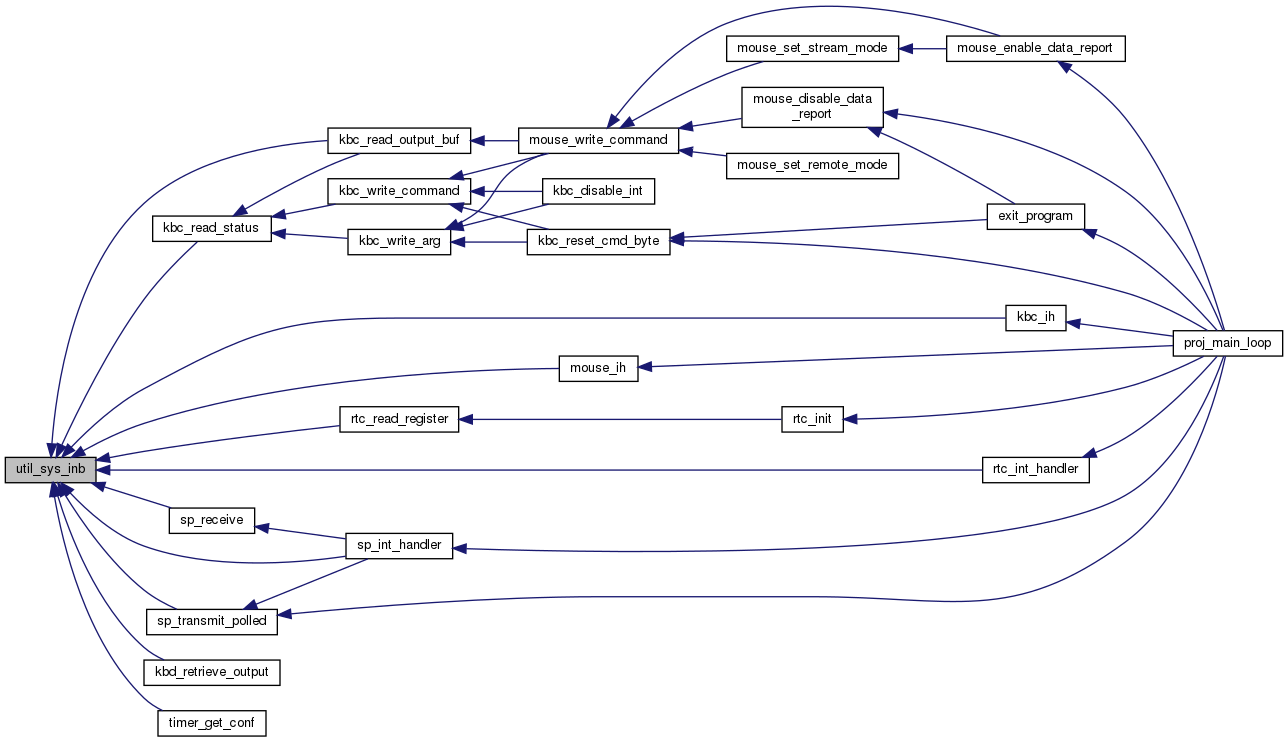 mouse_set_stream_mode
mouse_enable_data_report
mouse_disable_data
_report
kbc_read_output_buf
mouse_write_command
mouse_set_remote_mode
kbc_write_command
kbc_disable_int
kbc_read_status
exit_program
kbc_write_arg
kbc_reset_cmd_byte
kbc_ih
proj_main_loop
mouse_ih
rtc_read_register
rtc_init
util_sys_inb
rtc_int_handler
sp_receive
sp_int_handler
sp_transmit_polled
kbd_retrieve_output
timer_get_conf